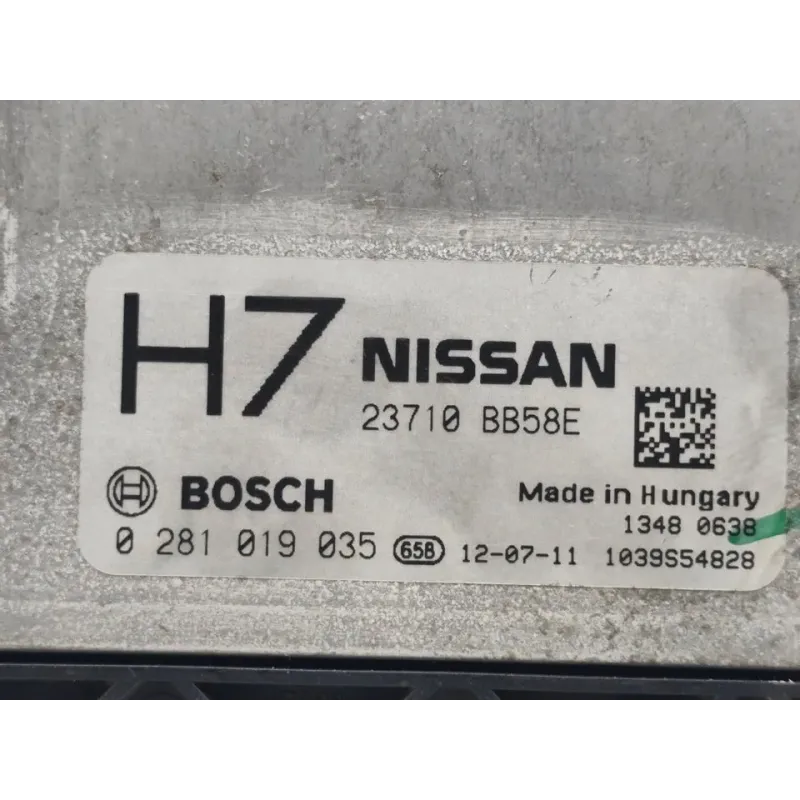 H7 NISSAN
23710 BB58E
BOSCH
Made in Hungary
1348 0638
0 281 019 035 658 12-07-11 1039S54828